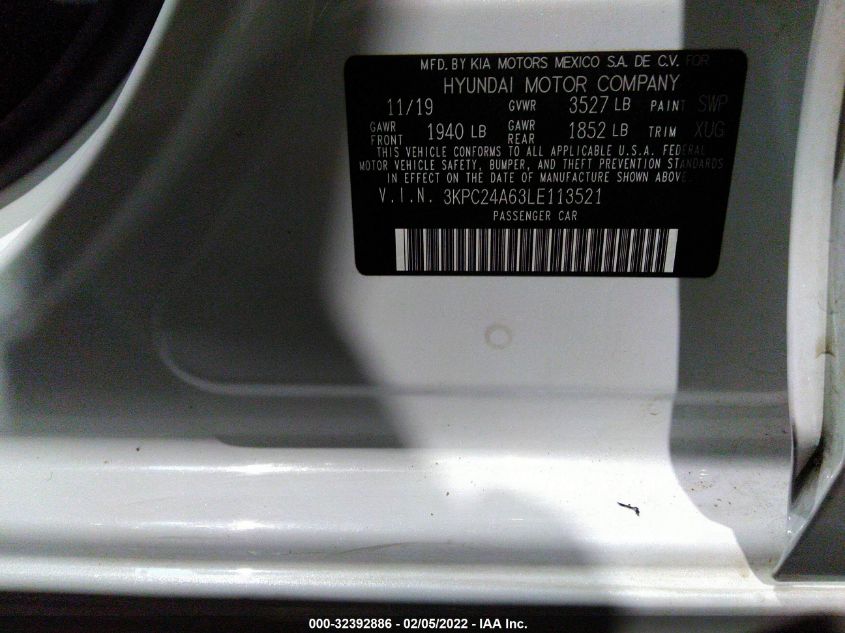 MFD. BY KIA MOTORS MEXICO S.A. DE C.V. FOR
HYUNDAI MOTOR COMPANY
11/19 GVWR 3527 LB PAINT SWP
GAWR FRONT 1940 LB GAWR REAR 1852 LB TRIM XUG
THIS VEHICLE CONFORMS TO ALL APPLICABLE U.S.A. FEDERAL
MOTOR VEHICLE SAFETY, BUMPER, AND THEFT PREVENTION STANDARDS
IN EFFECT ON THE DATE OF MANUFACTURE SHOWN ABOVE.
V.I.N. 3KPC24A63LE113521
PASSENGER CAR
000-32392886 - 02/05/2022 - IAA Inc.